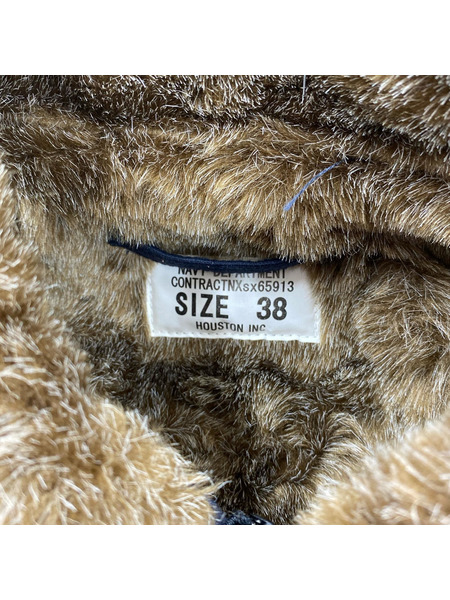 NAVY DEPARTMENT
CONTRACTNXsx65913
SIZE 38
HOUSTON INC.